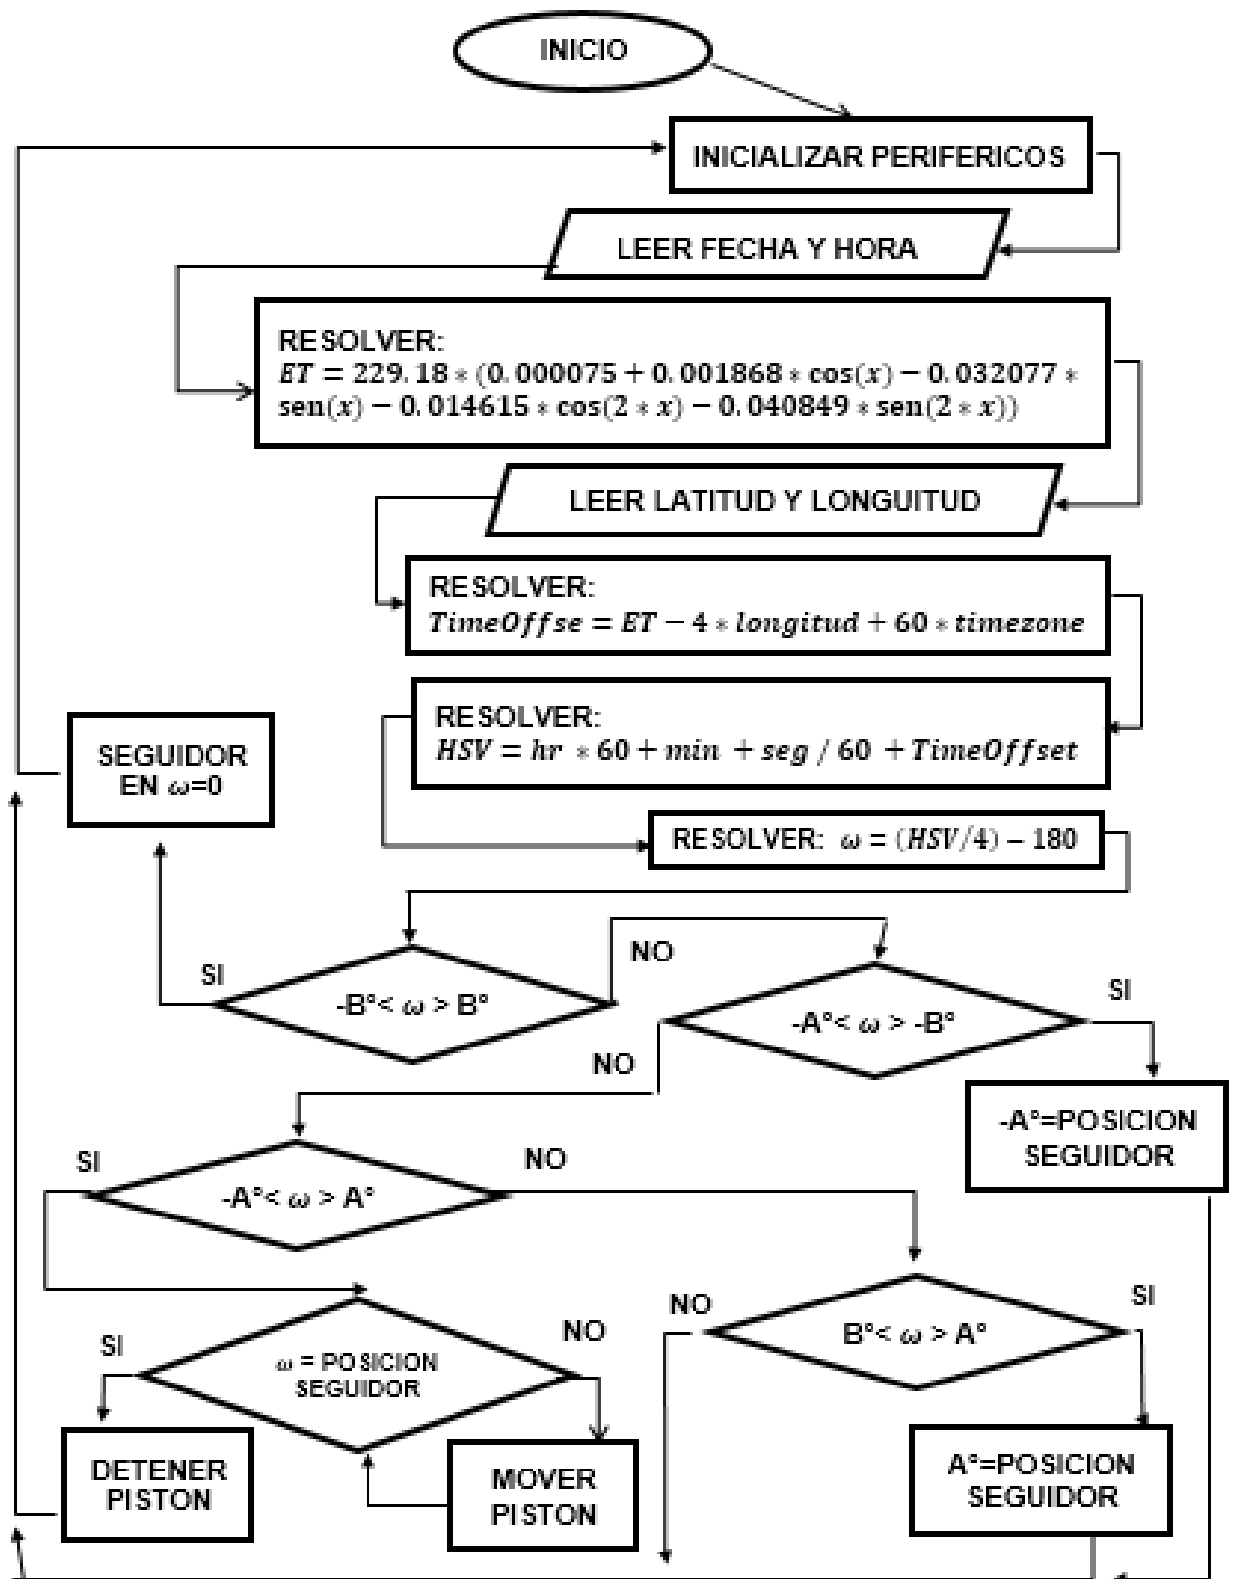 INICIO
INICIALIZAR PERIFERICOS
LEER FECHA Y HORA
RESOLVER:
ET = 229.18 * (0.000075 + 0.001868 * cos(x) − 0.032077 *
sen(x) − 0.014615 * cos(2 * x) − 0.040849 * sen(2 * x))
LEER LATITUD Y LONGUITUD
RESOLVER:
TimeOffse = ET − 4 * longitud + 60 * timezone
RESOLVER:
HSV = hr * 60 + min + seg / 60 + TimeOffset
SEGUIDOR
EN ω=0
RESOLVER: ω = (HSV/4) − 180
SI
-B°< ω > B°
NO
-A°< ω > -B°
SI
NO
-A°=POSICION
SEGUIDOR
SI
-A°< ω > A°
NO
SI
ω = POSICION
SEGUIDOR
NO
NO
B°< ω > A°
SI
DETENER
PISTON
MOVER
PISTON
A°=POSICION
SEGUIDOR